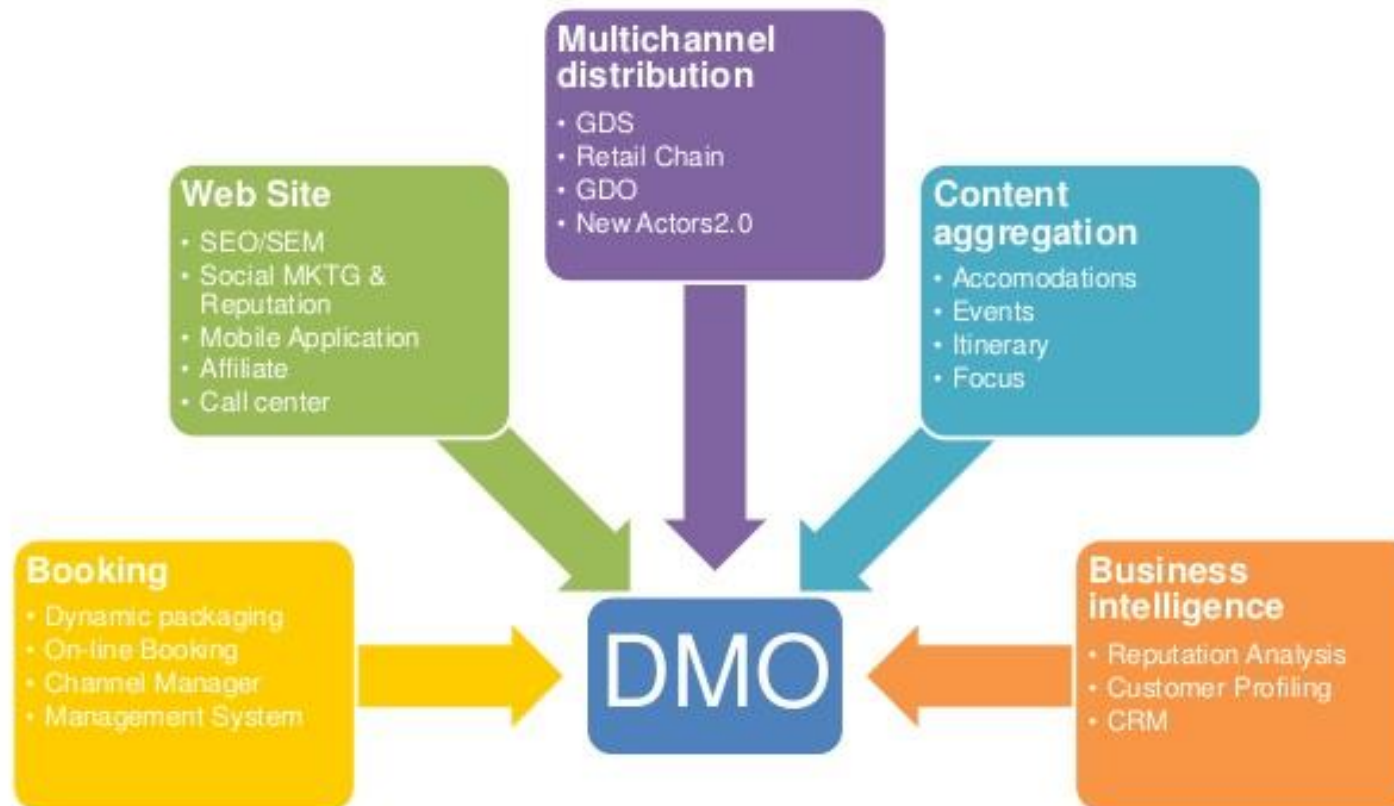 Multichannel
distribution
• GDS
• Retail Chain
• GDO
• New Actors2.0
Web Site
• SEO/SEM
• Social MKTG &
Reputation
• Mobile Application
• Affiliate
• Call center
Content
aggregation
• Accomodations
• Events
• Itinerary
• Focus
Booking
• Dynamic packaging
• On-line Booking
• Channel Manager
• Management System
DMO
Business
intelligence
• Reputation Analysis
• Customer Profiling
• CRM